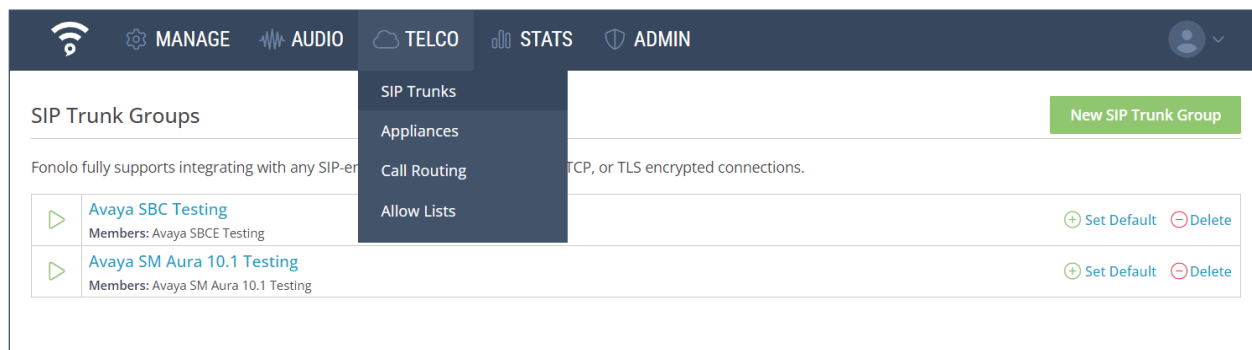 MANAGE AUDIO TELCO STATS ADMIN
SIP Trunks
Appliances
Call Routing
Allow Lists
SIP Trunk Groups
New SIP Trunk Group
Fonolo fully supports integrating with any SIP-en TCP, or TLS encrypted connections.
Avaya SBC Testing
Members: Avaya SBCE Testing
Set Default Delete
Avaya SM Aura 10.1 Testing
Members: Avaya SM Aura 10.1 Testing
Set Default Delete